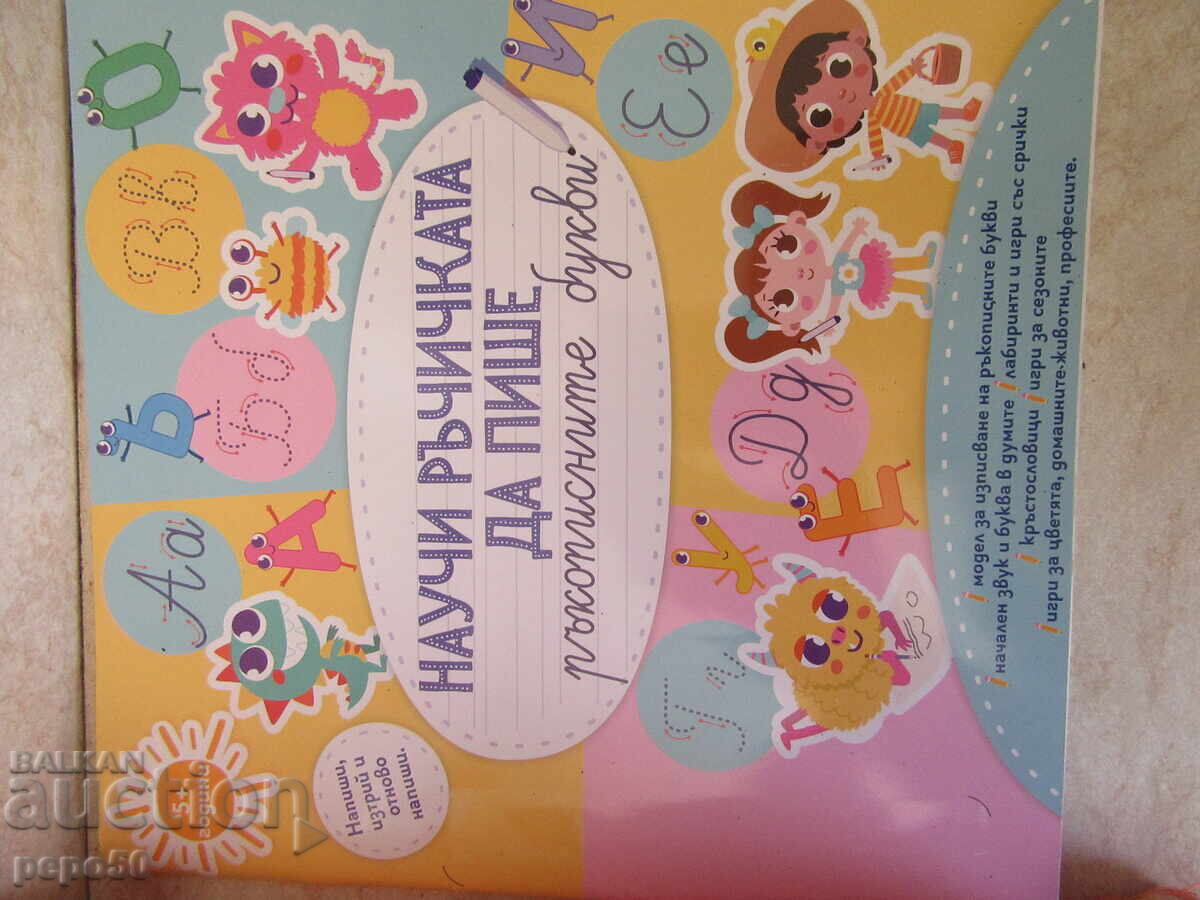 5+
години
Напиши,
изтрий и
отново
напиши.
НАУЧИ РЪЧИЧКАТА
ДА ПИШЕ
ръкописните букви
А а
Б б
В в
Г г
Д д
Е е
А
Ь
О
У
Е
И
модел за изписване на ръкописните букви
начален звук и буква в думите лабиринти и игри със срички
кръстословици игри за сезоните
игри за цветята, домашните животни, професиите.
BALKAN
auction
pepo50